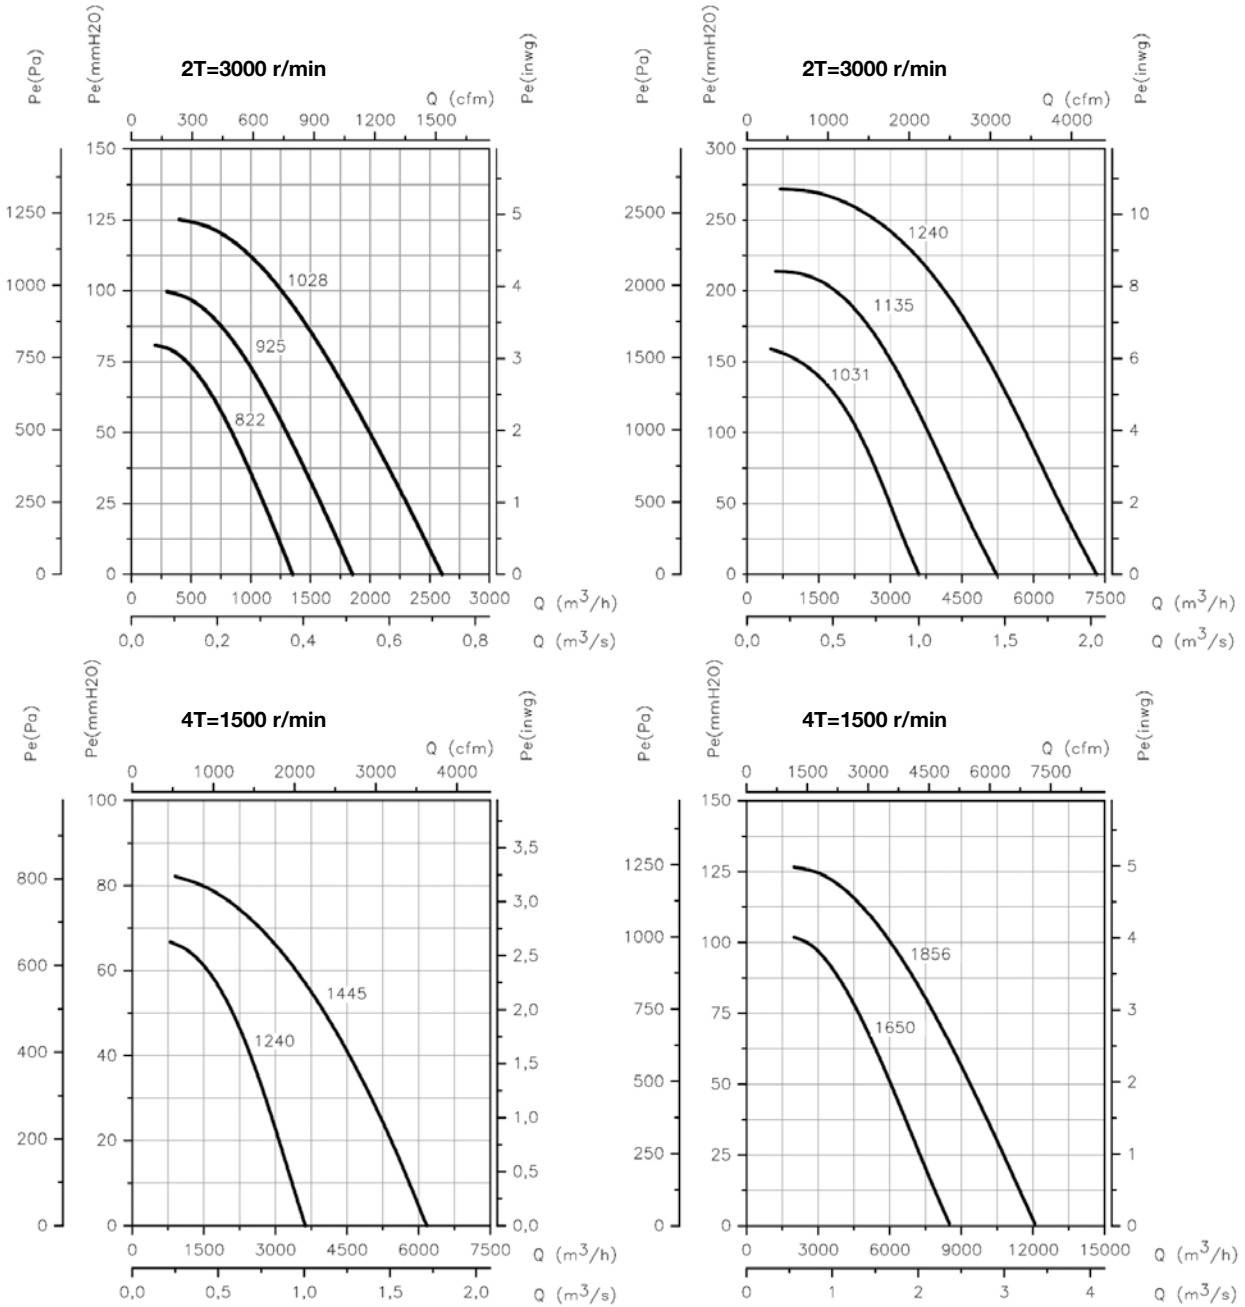 2T=3000 r/min
Pe(Pa)
Pe(mmH2O)
Pe(inwg)
Q (cfm)
0 300 600 900 1200 1500
150
125
100
75
50
25
0
1250
1000
750
500
250
0
5
4
3
2
1
0
1028
925
822
0 500 1000 1500 2000 2500 3000 Q (m³/h)
0,0 0,2 0,4 0,6 0,8 Q (m³/s)
2T=3000 r/min
Pe(Pa)
Pe(mmH2O)
Pe(inwg)
Q (cfm)
0 1000 2000 3000 4000
300
250
200
150
100
50
0
2500
2000
1500
1000
500
0
10
8
6
4
2
0
1240
1135
1031
0 1500 3000 4500 6000 7500 Q (m³/h)
0,0 0,5 1,0 1,5 2,0 Q (m³/s)
4T=1500 r/min
Pe(Pa)
Pe(mmH2O)
Pe(inwg)
Q (cfm)
0 1000 2000 3000 4000
100
80
60
40
20
0
800
600
400
200
0
3,5
3,0
2,5
2,0
1,5
1,0
0,5
0,0
1445
1240
0 1500 3000 4500 6000 7500 Q (m³/h)
0,0 0,5 1,0 1,5 2,0 Q (m³/s)
4T=1500 r/min
Pe(Pa)
Pe(mmH2O)
Pe(inwg)
Q (cfm)
0 1500 3000 4500 6000 7500
150
125
100
75
50
25
0
1250
1000
750
500
250
0
5
4
3
2
1
0
1856
1650
0 3000 6000 9000 12000 15000 Q (m³/h)
0 1 2 3 4 Q (m³/s)